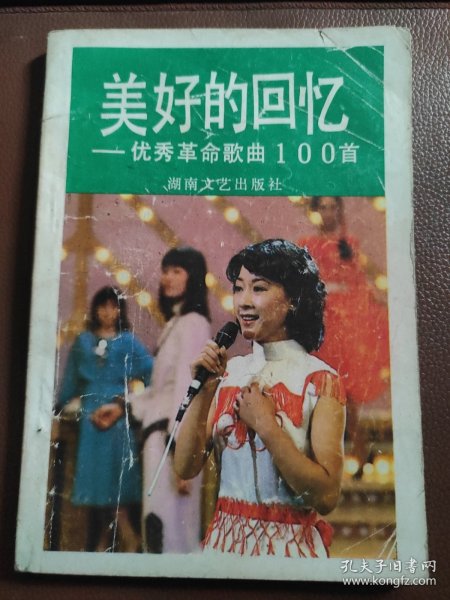 美好的回忆
—优秀革命歌曲100首
湖南文艺出版社
孔夫子旧书网
www.kongfz.com